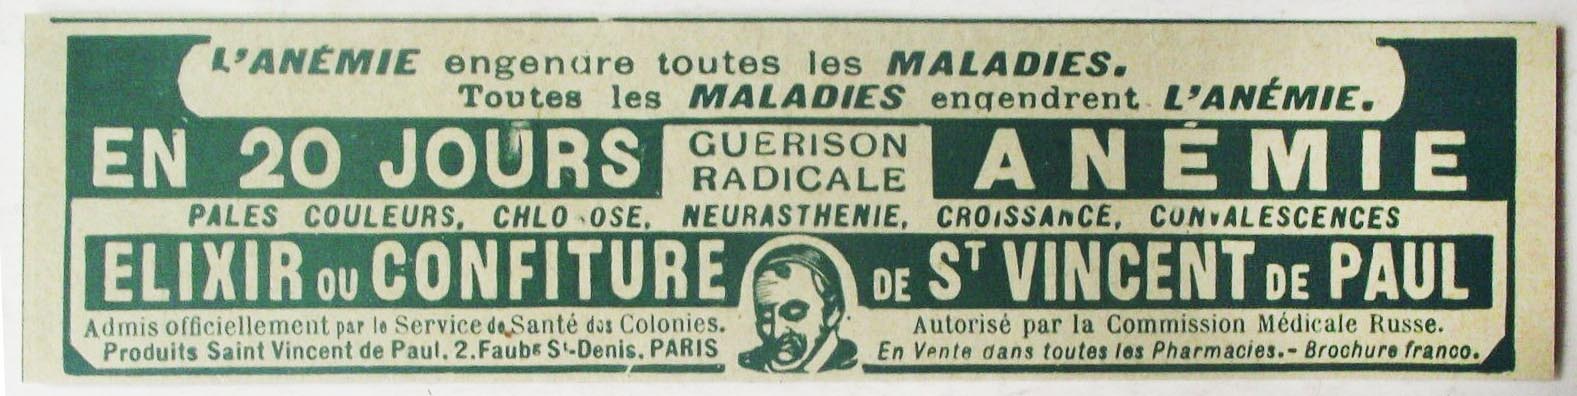 L'ANÉMIE engendre toutes les MALADIES.
Toutes les MALADIES engendrent L'ANÉMIE.
EN 20 JOURS GUERISON RADICALE ANÉMIE
PALES COULEURS, CHLOROSE, NEURASTHENIE, CROISSANCE, CONVALESCENCES
ELIXIR OU CONFITURE DE ST VINCENT DE PAUL
Admis officiellement par le Service de Santé des Colonies.
Produits Saint Vincent de Paul. 2. Faubg St-Denis. PARIS
Autorisé par la Commission Médicale Russe.
En Vente dans toutes les Pharmacies.- Brochure franco.